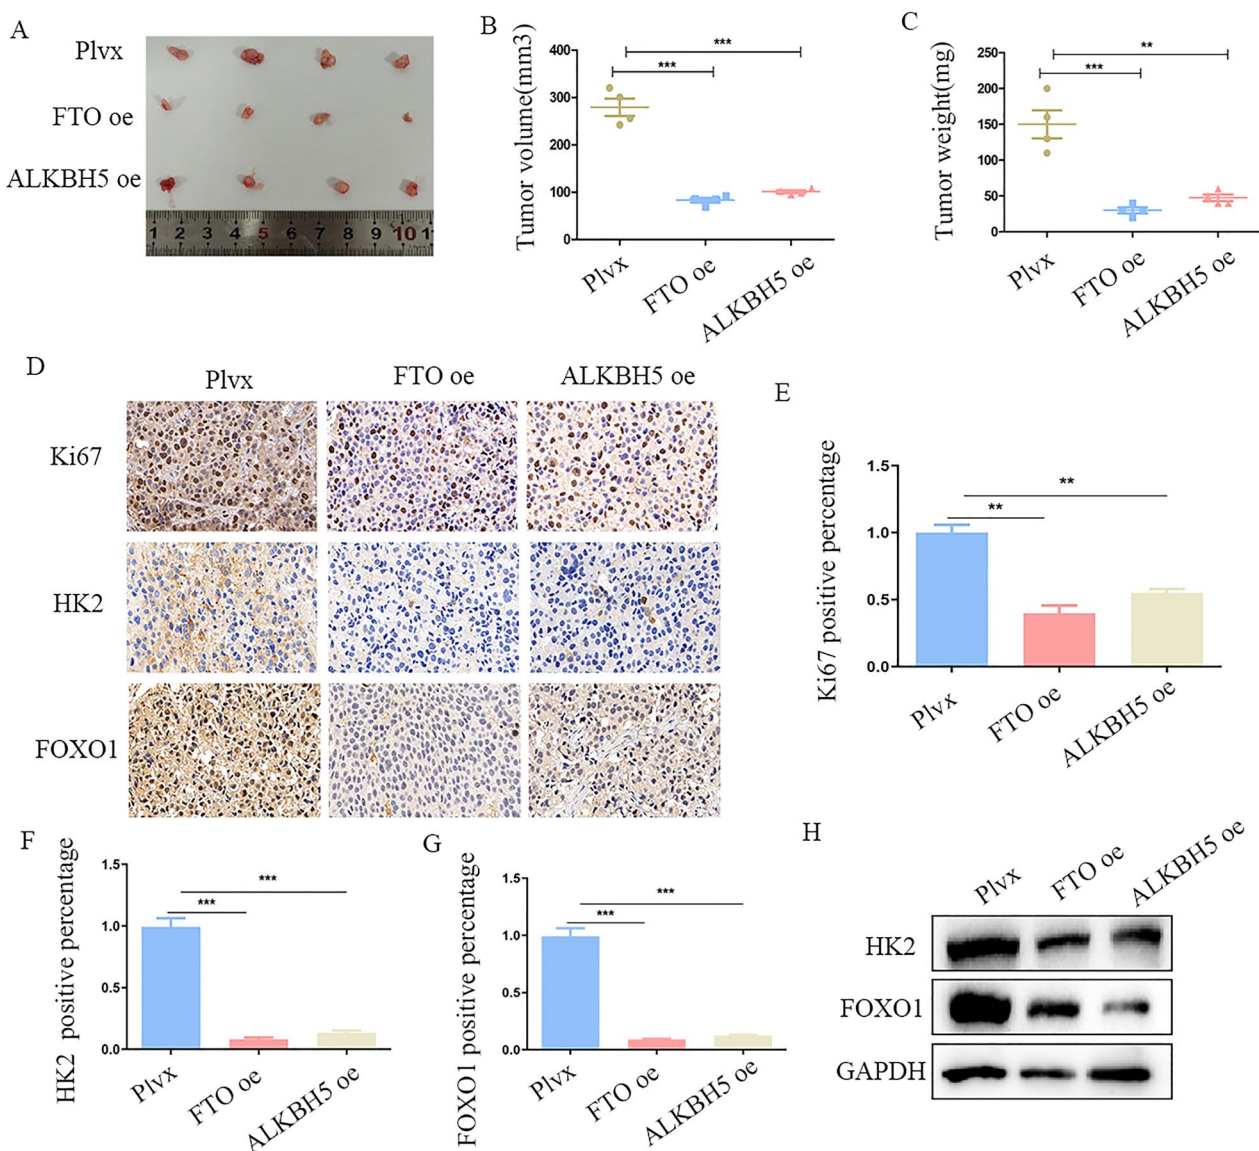 A
Plvx
FTO oe
ALKBH5 oe
1 2 3 4 5 6 7 8 9 10 1
B
Tumor volume(mm3)
400
300
200
100
0
***
***
Plvx
FTO oe
ALKBH5 oe
C
Tumor weight(mg)
250
200
150
100
50
0
**
***
Plvx
FTO oe
ALKBH5 oe
D
Plvx
FTO oe
ALKBH5 oe
Ki67
HK2
FOXO1
E
Ki67 positive percentage
1.5
1.0
0.5
0.0
**
**
Plvx
FTO oe
ALKBH5 oe
F
HK2 positive percentage
1.5
1.0
0.5
0.0
***
***
Plvx
FTO oe
ALKBH5 oe
G
FOXO1 positive percentage
1.5
1.0
0.5
0.0
***
***
Plvx
FTO oe
ALKBH5 oe
H
Plvx
FTO oe
ALKBH5 oe
HK2
FOXO1
GAPDH